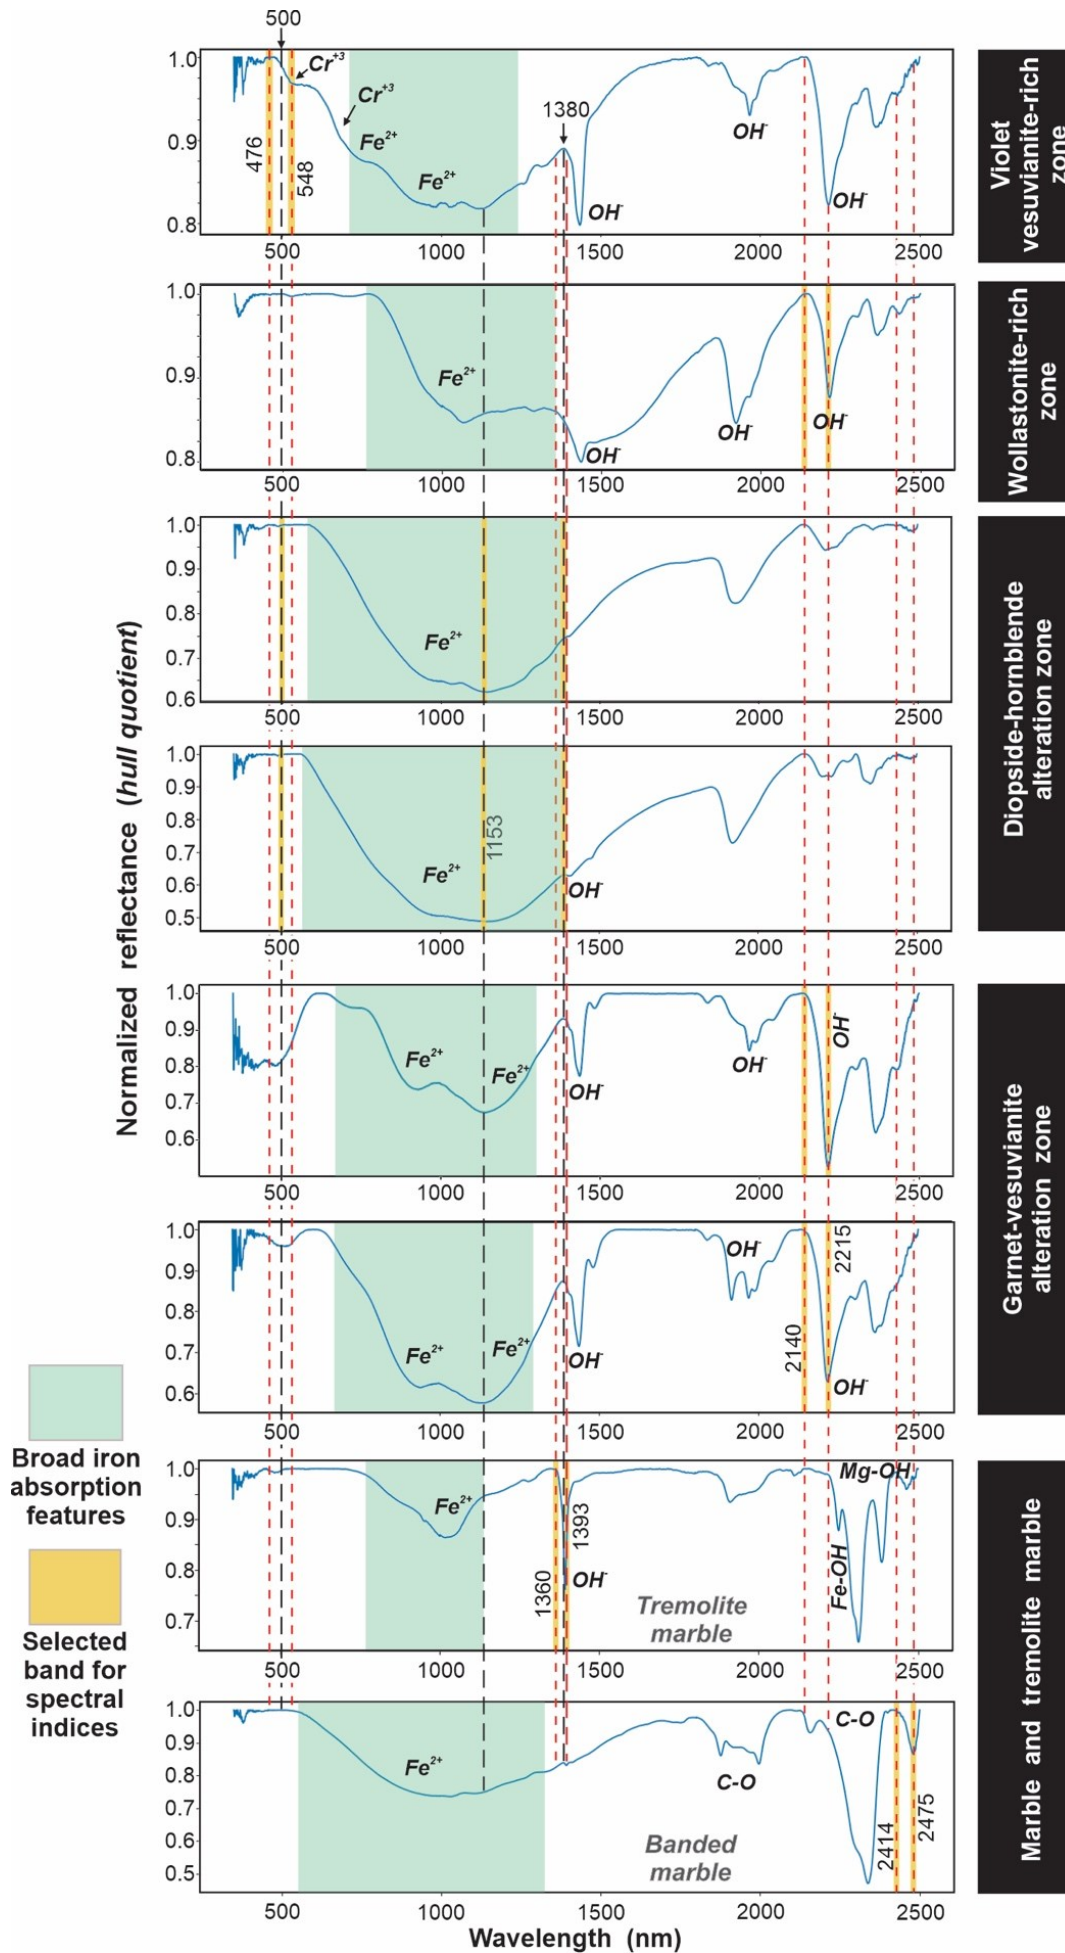 500
1.0
0.9
0.8
476
548
Cr+3
Cr+3
Fe2+
Fe2+
1380
OH-
OH-
OH-
500
1000
1500
2000
2500
Violet
vesuvianite-rich
zone
1.0
0.9
0.8
Fe2+
OH-
OH-
OH-
500
1000
1500
2000
2500
Wollastonite-rich
zone
1.0
0.9
0.8
0.7
0.6
Fe2+
500
1000
1500
2000
2500
1.0
0.9
0.8
0.7
0.6
0.5
Fe2+
1153
OH-
500
1000
1500
2000
2500
Diopside-hornblende
alteration zone
Normalized reflectance (hull quotient)
1.0
0.9
0.8
0.7
0.6
Fe2+
Fe2+
OH-
OH-
OH-
500
1000
1500
2000
2500
1.0
0.9
0.8
0.7
0.6
Fe2+
Fe2+
OH-
OH-
2140
2215
OH-
500
1000
1500
2000
2500
Garnet-vesuvianite
alteration zone
Broad iron
absorption
features
Selected
band for
spectral
indices
1.0
0.9
0.8
0.7
Fe2+
1360
1393
OH-
Tremolite
marble
Fe-OH
Mg-OH
500
1000
1500
2000
2500
1.0
0.9
0.8
0.7
0.6
0.5
Fe2+
C-O
C-O
Banded
marble
2414
2475
500
1000
1500
2000
2500
Marble and tremolite marble
Wavelength (nm)